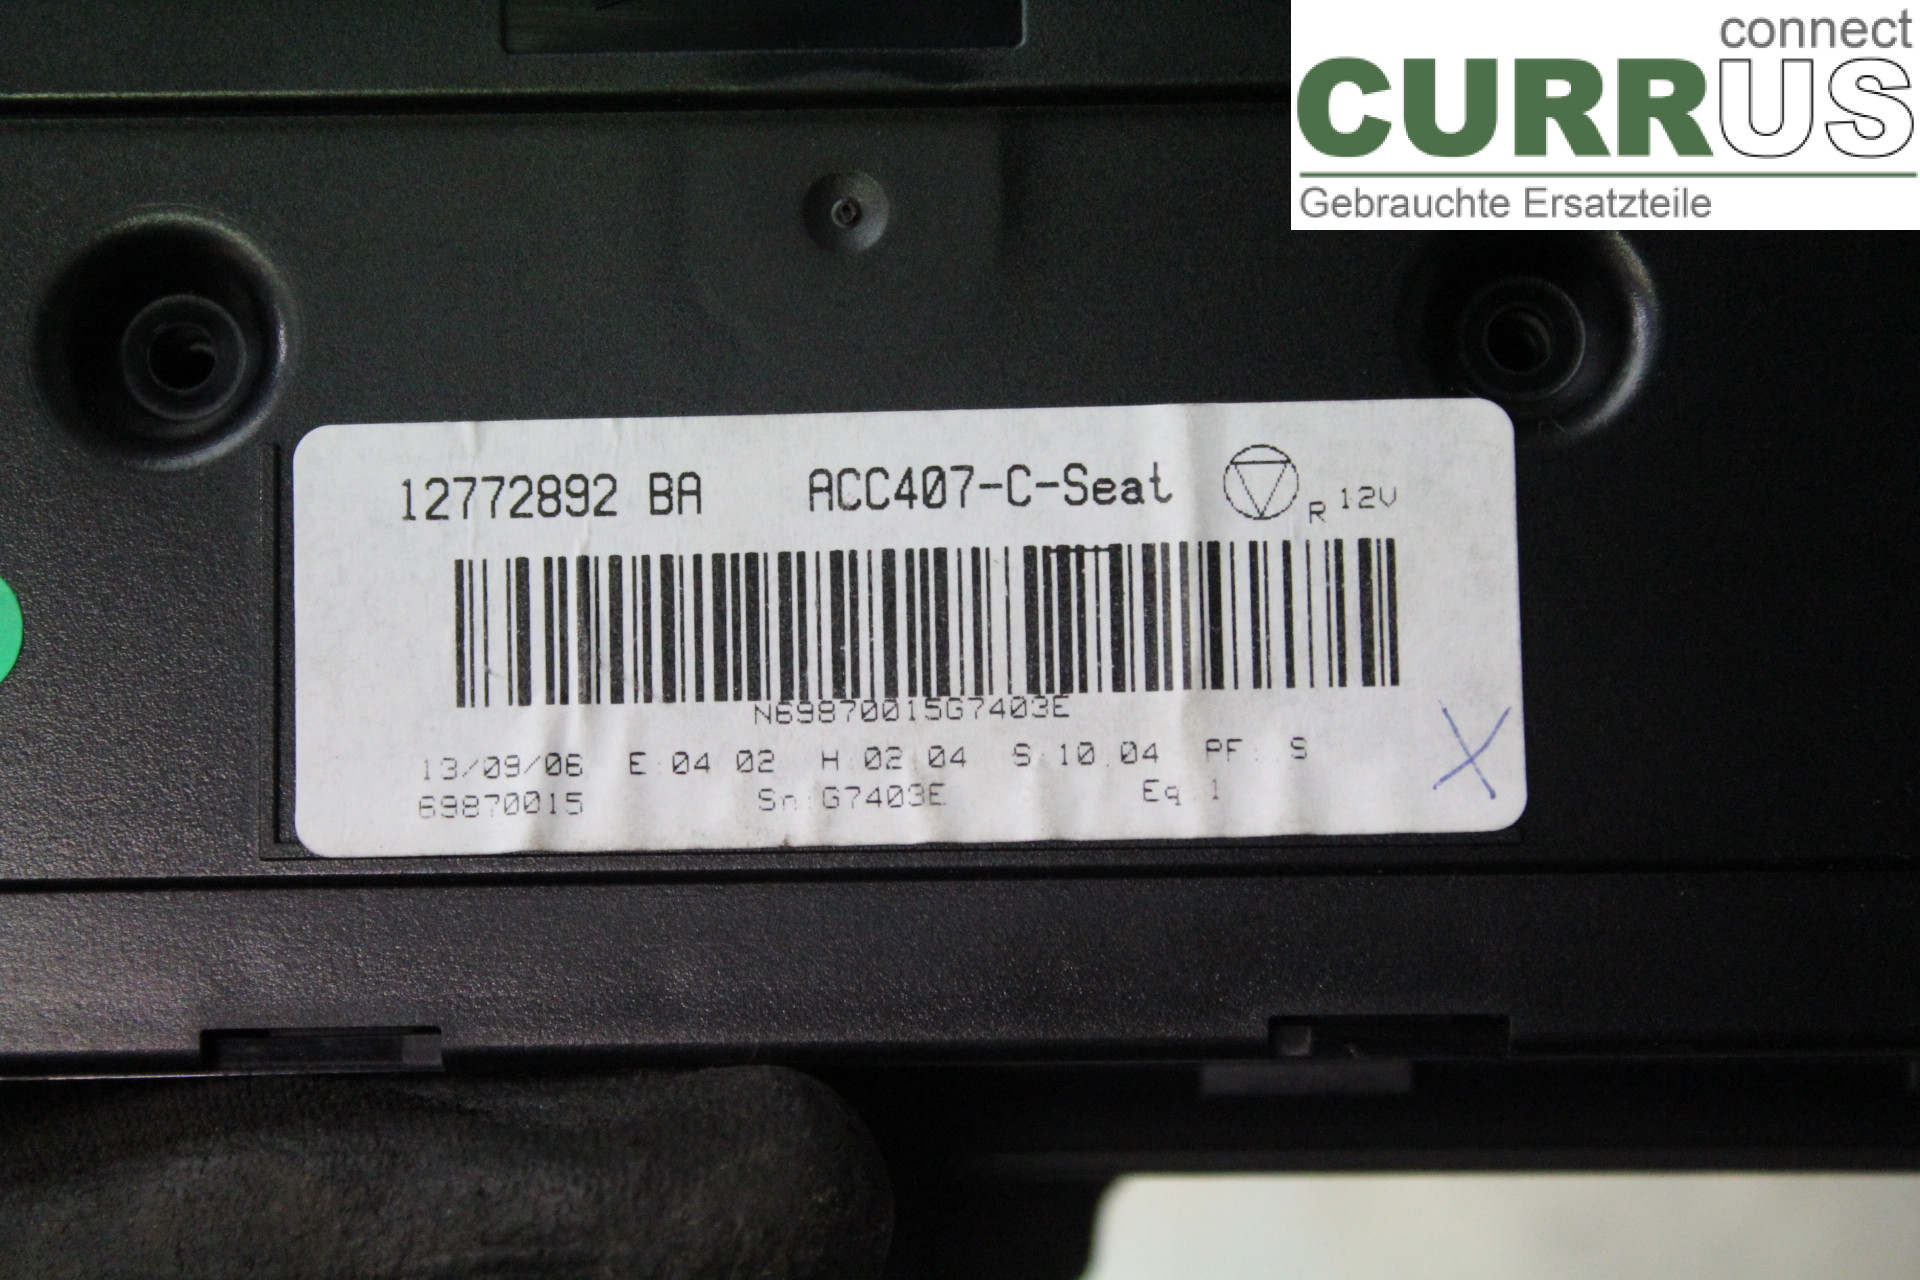 connect
CURRUS
Gebrauchte Ersatzteile
12772892 BA ACC407-C-Seat R 12V
N69870015G7403E
13/09/06 E:04.02 H:02.04 S:10.04 PF: .S
69870015 Sn:G7403E Eq:1